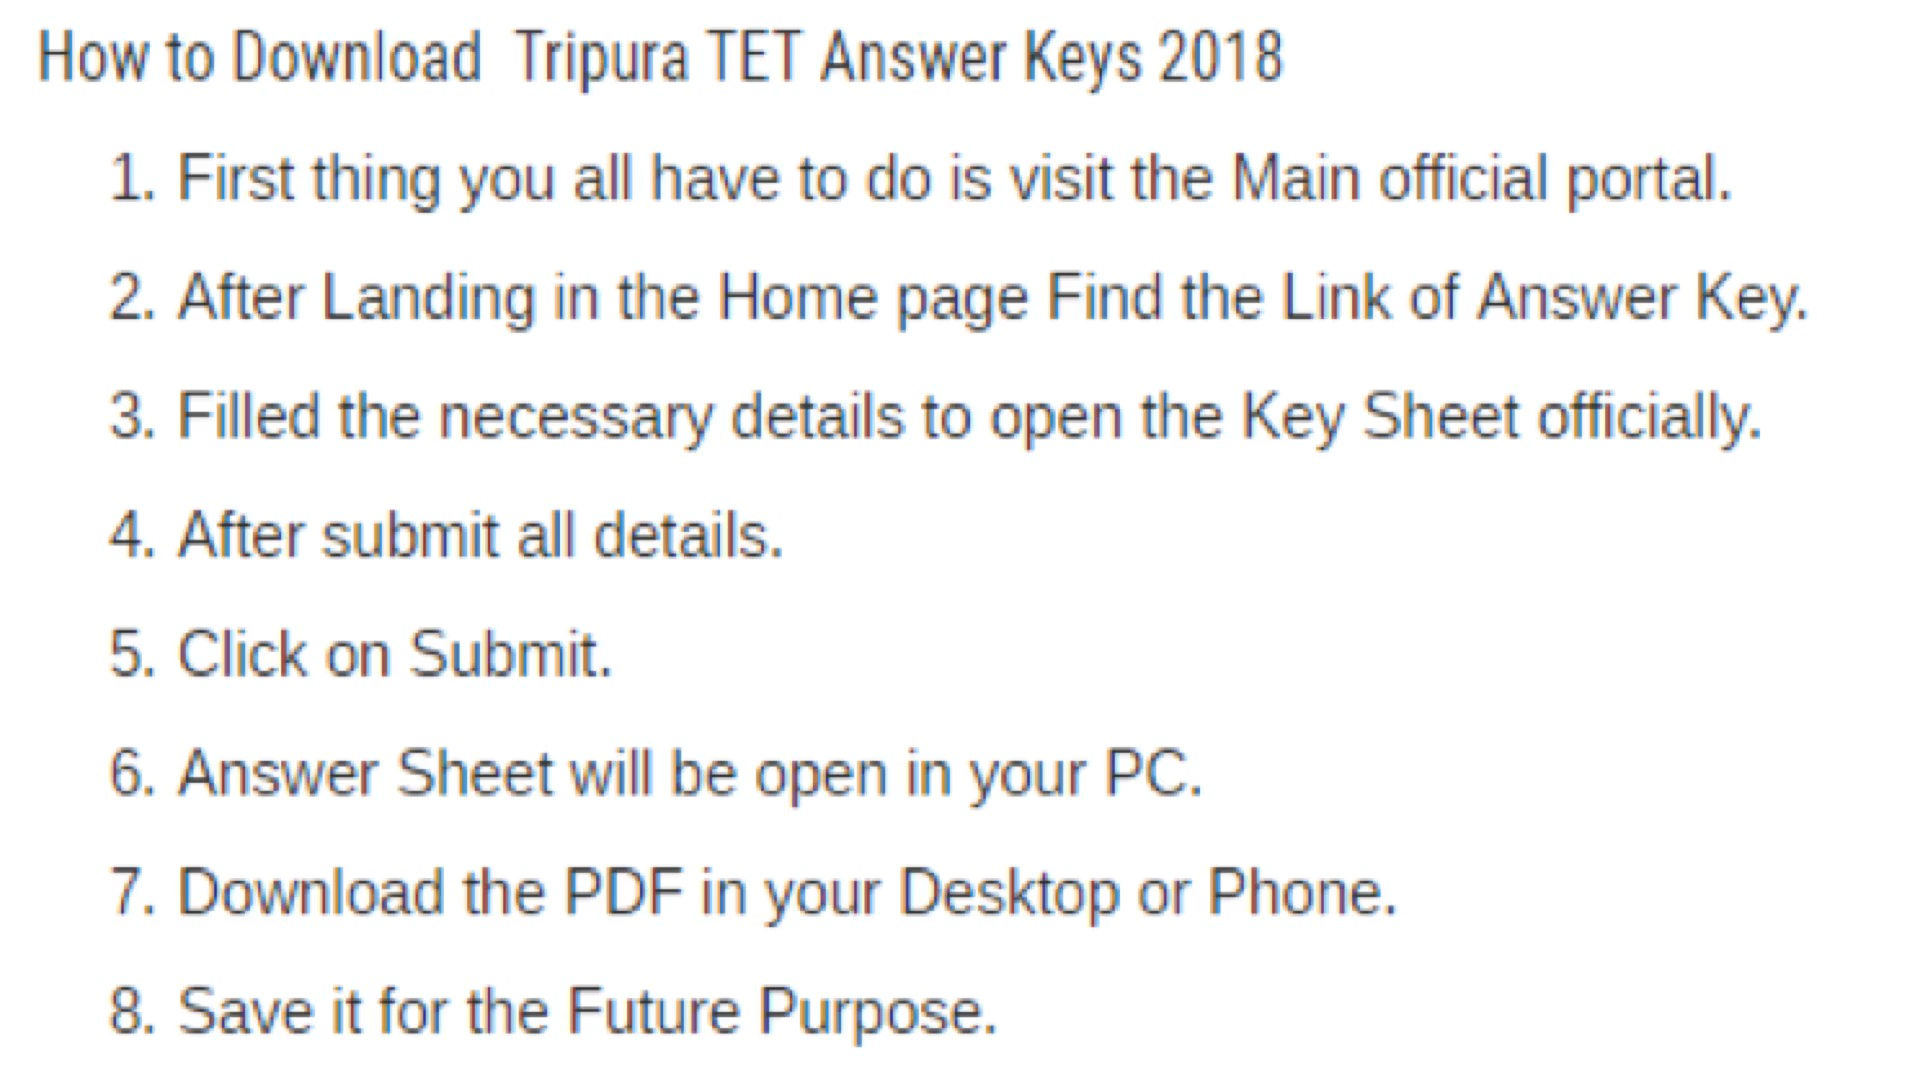 How to Download  Tripura TET Answer Keys 2018
1. First thing you all have to do is visit the Main official portal.
2. After Landing in the Home page Find the Link of Answer Key.
3. Filled the necessary details to open the Key Sheet officially.
4. After submit all details.
5. Click on Submit.
6. Answer Sheet will be open in your PC.
7. Download the PDF in your Desktop or Phone.
8. Save it for the Future Purpose.